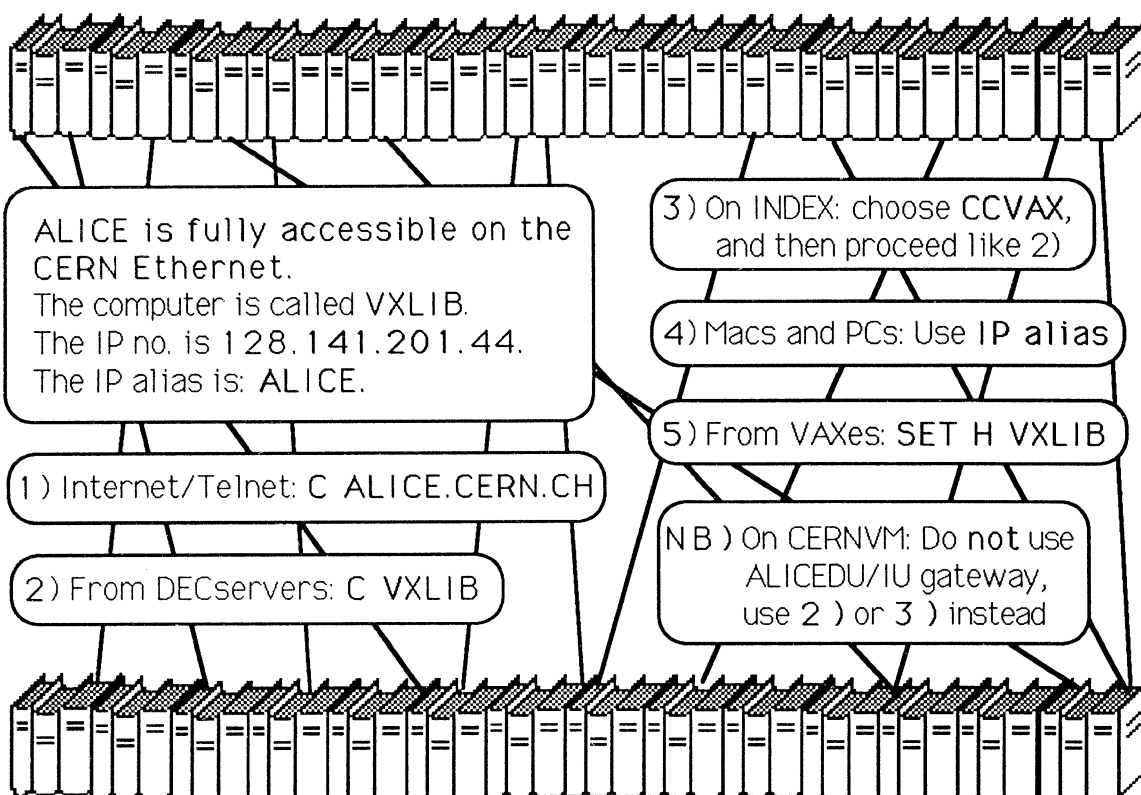 ALICE is fully accessible on the
CERN Ethernet.
The computer is called VXLIB.
The IP no. is 128.141.201.44.
The IP alias is: ALICE.
1) Internet/Telnet: C ALICE.CERN.CH
2) From DECservers: C VXLIB
3) On INDEX: choose CCVAX,
and then proceed like 2)
4) Macs and PCs: Use IP alias
5) From VAXes: SET H VXLIB
NB) On CERNVM: Do not use
ALICEDU/IU gateway,
use 2 ) or 3 ) instead